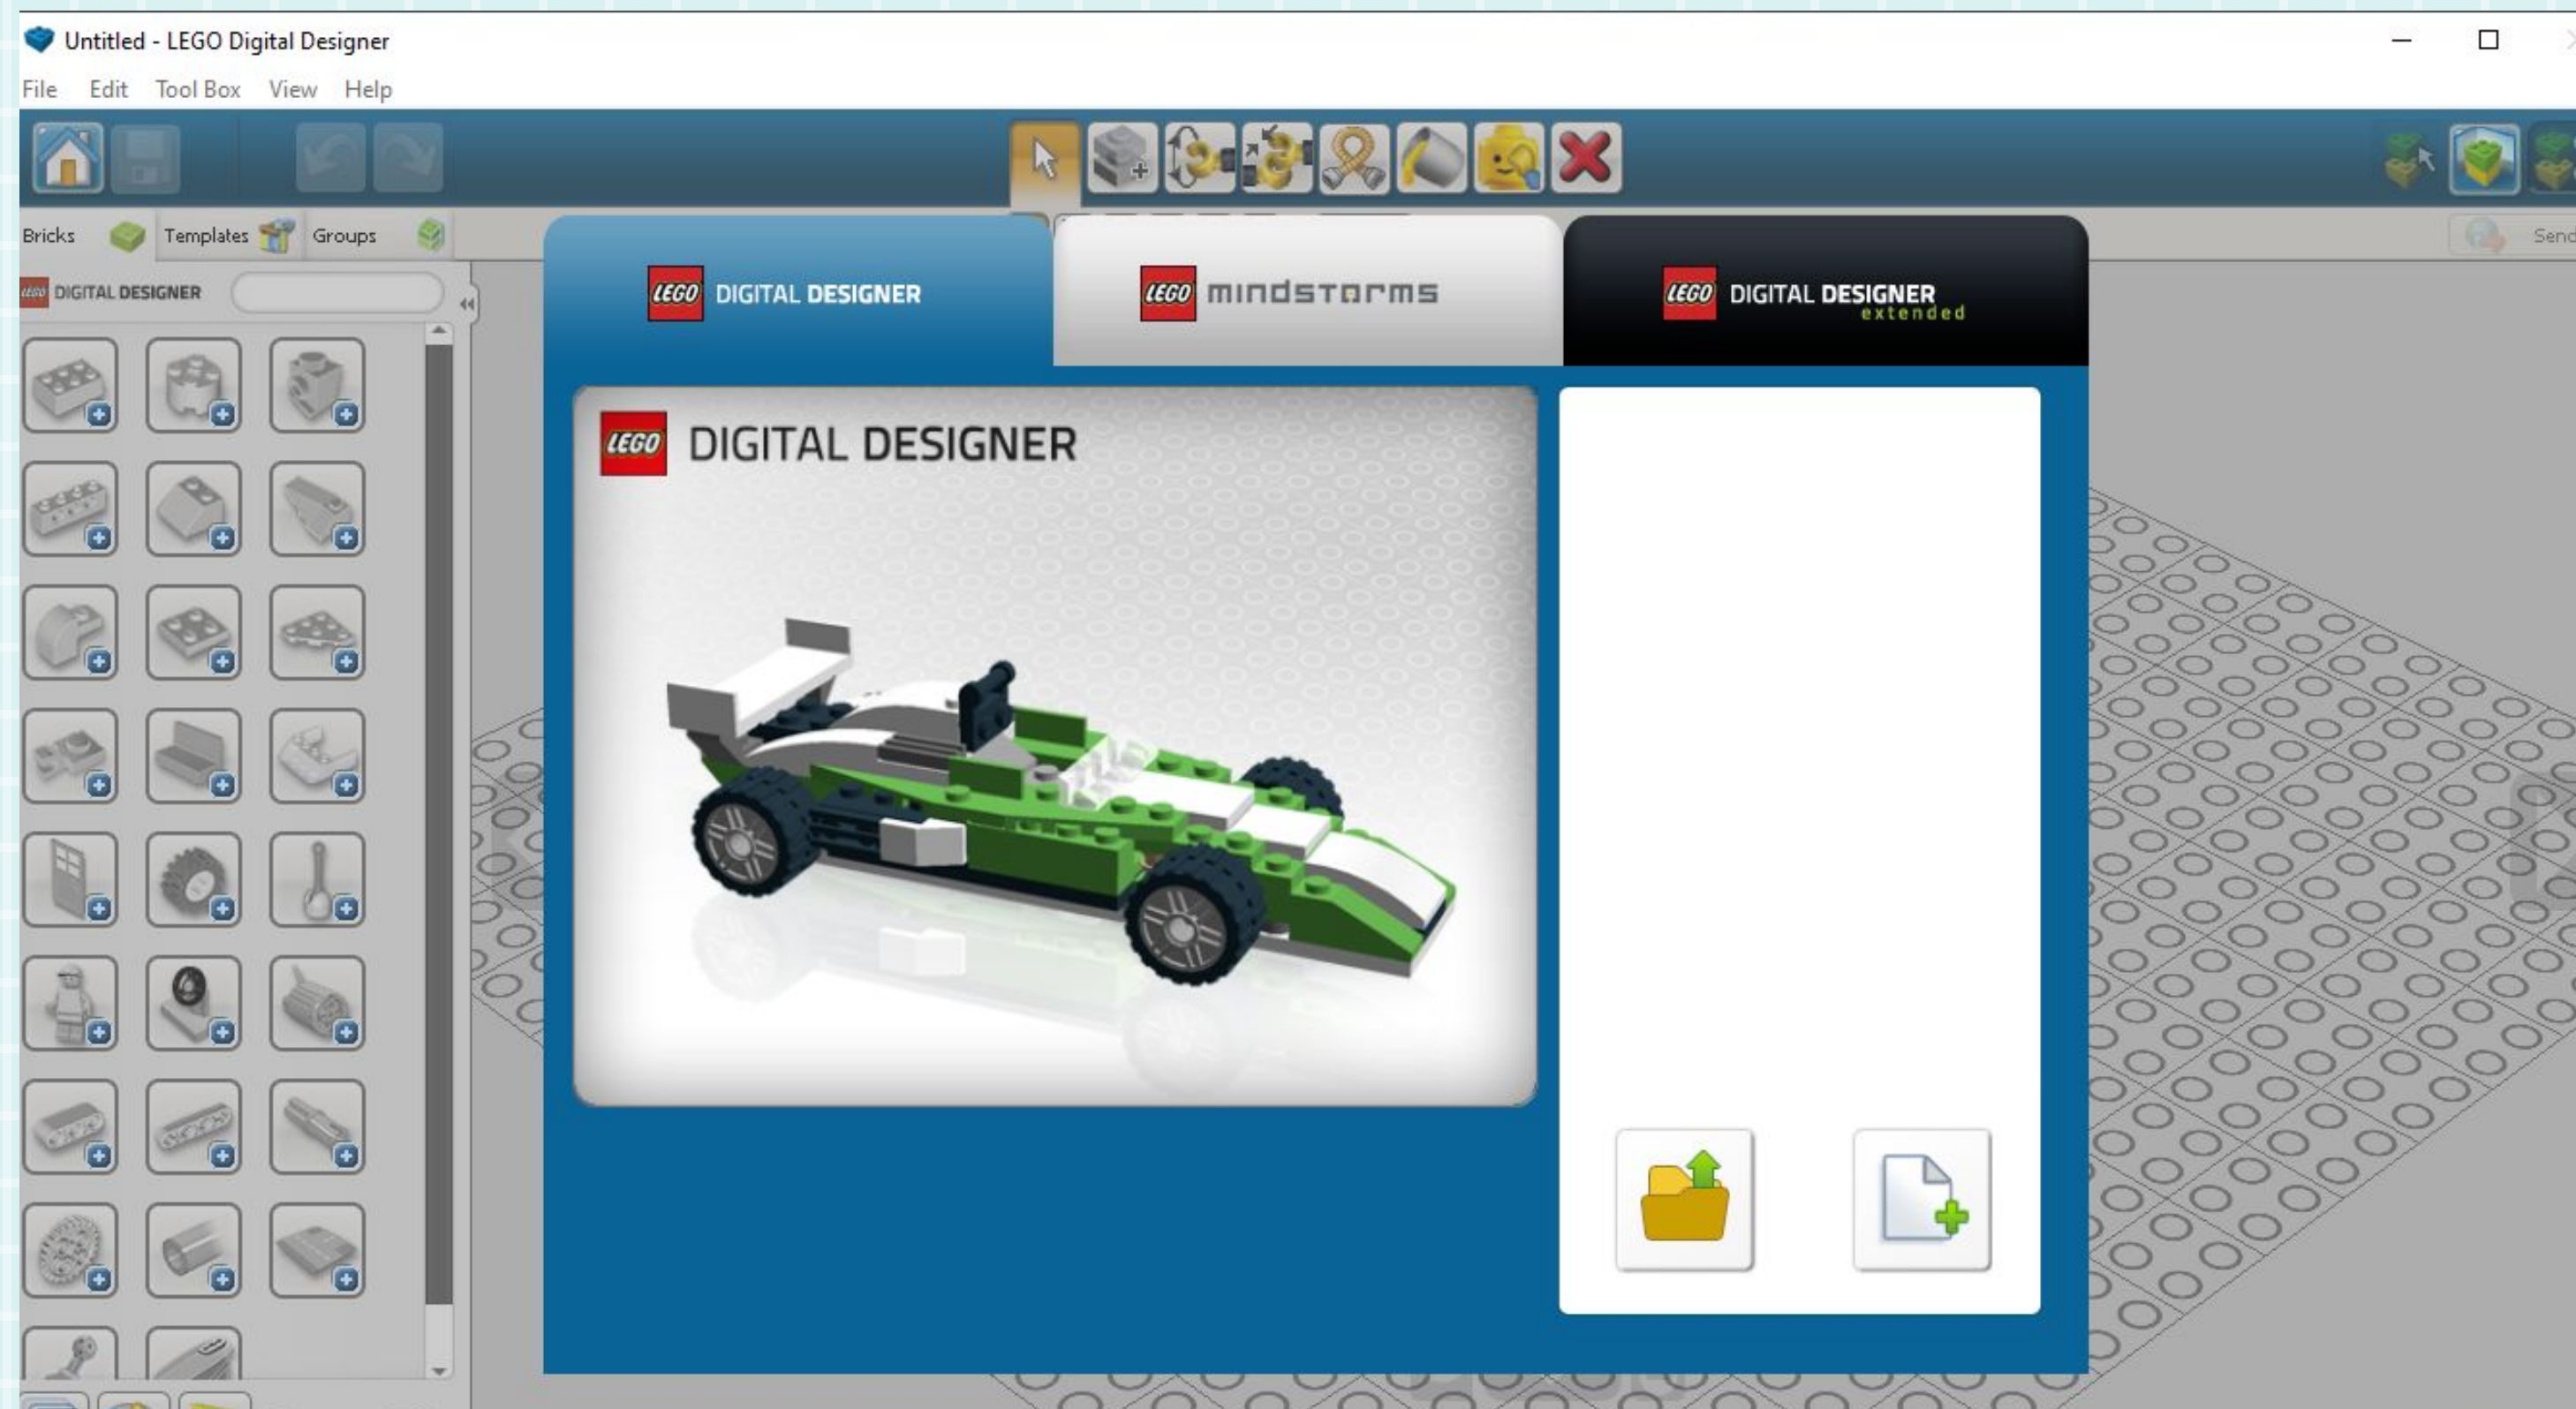 Untitled - LEGO Digital Designer
File Edit Tool Box View Help
Bricks Templates Groups
Send
LEGO DIGITAL DESIGNER
LEGO DIGITAL DESIGNER
LEGO mindstorms
LEGO DIGITAL DESIGNER
extended
LEGO DIGITAL DESIGNER